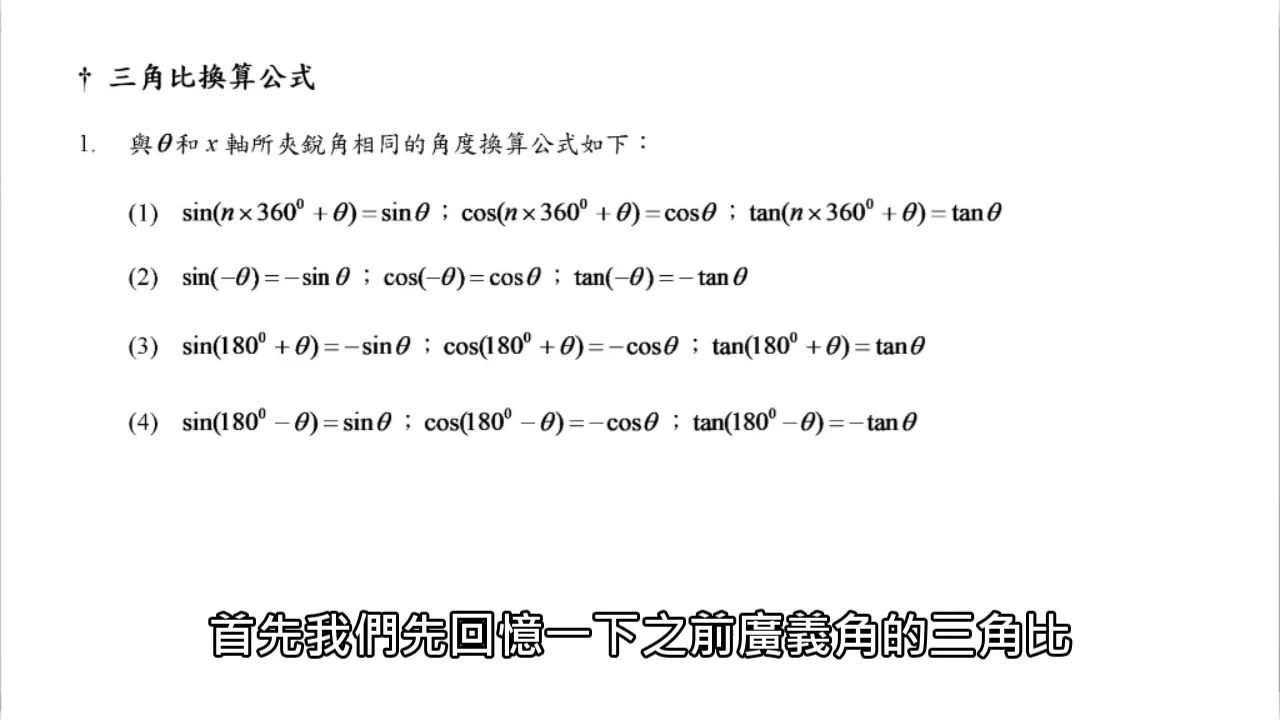 † 三角比換算公式
1. 與θ和 x 軸所夾銳角相同的角度換算公式如下：
(1) sin(n×360⁰ +θ)=sinθ；cos(n×360⁰ +θ)=cosθ；tan(n×360⁰ +θ)=tanθ
(2) sin(−θ)=−sinθ；cos(−θ)=cosθ；tan(−θ)=−tanθ
(3) sin(180⁰ +θ)=−sinθ；cos(180⁰ +θ)=−cosθ；tan(180⁰ +θ)=tanθ
(4) sin(180⁰ −θ)=sinθ；cos(180⁰ −θ)=−cosθ；tan(180⁰ −θ)=−tanθ
首先我們先回憶一下之前廣義角的三角比